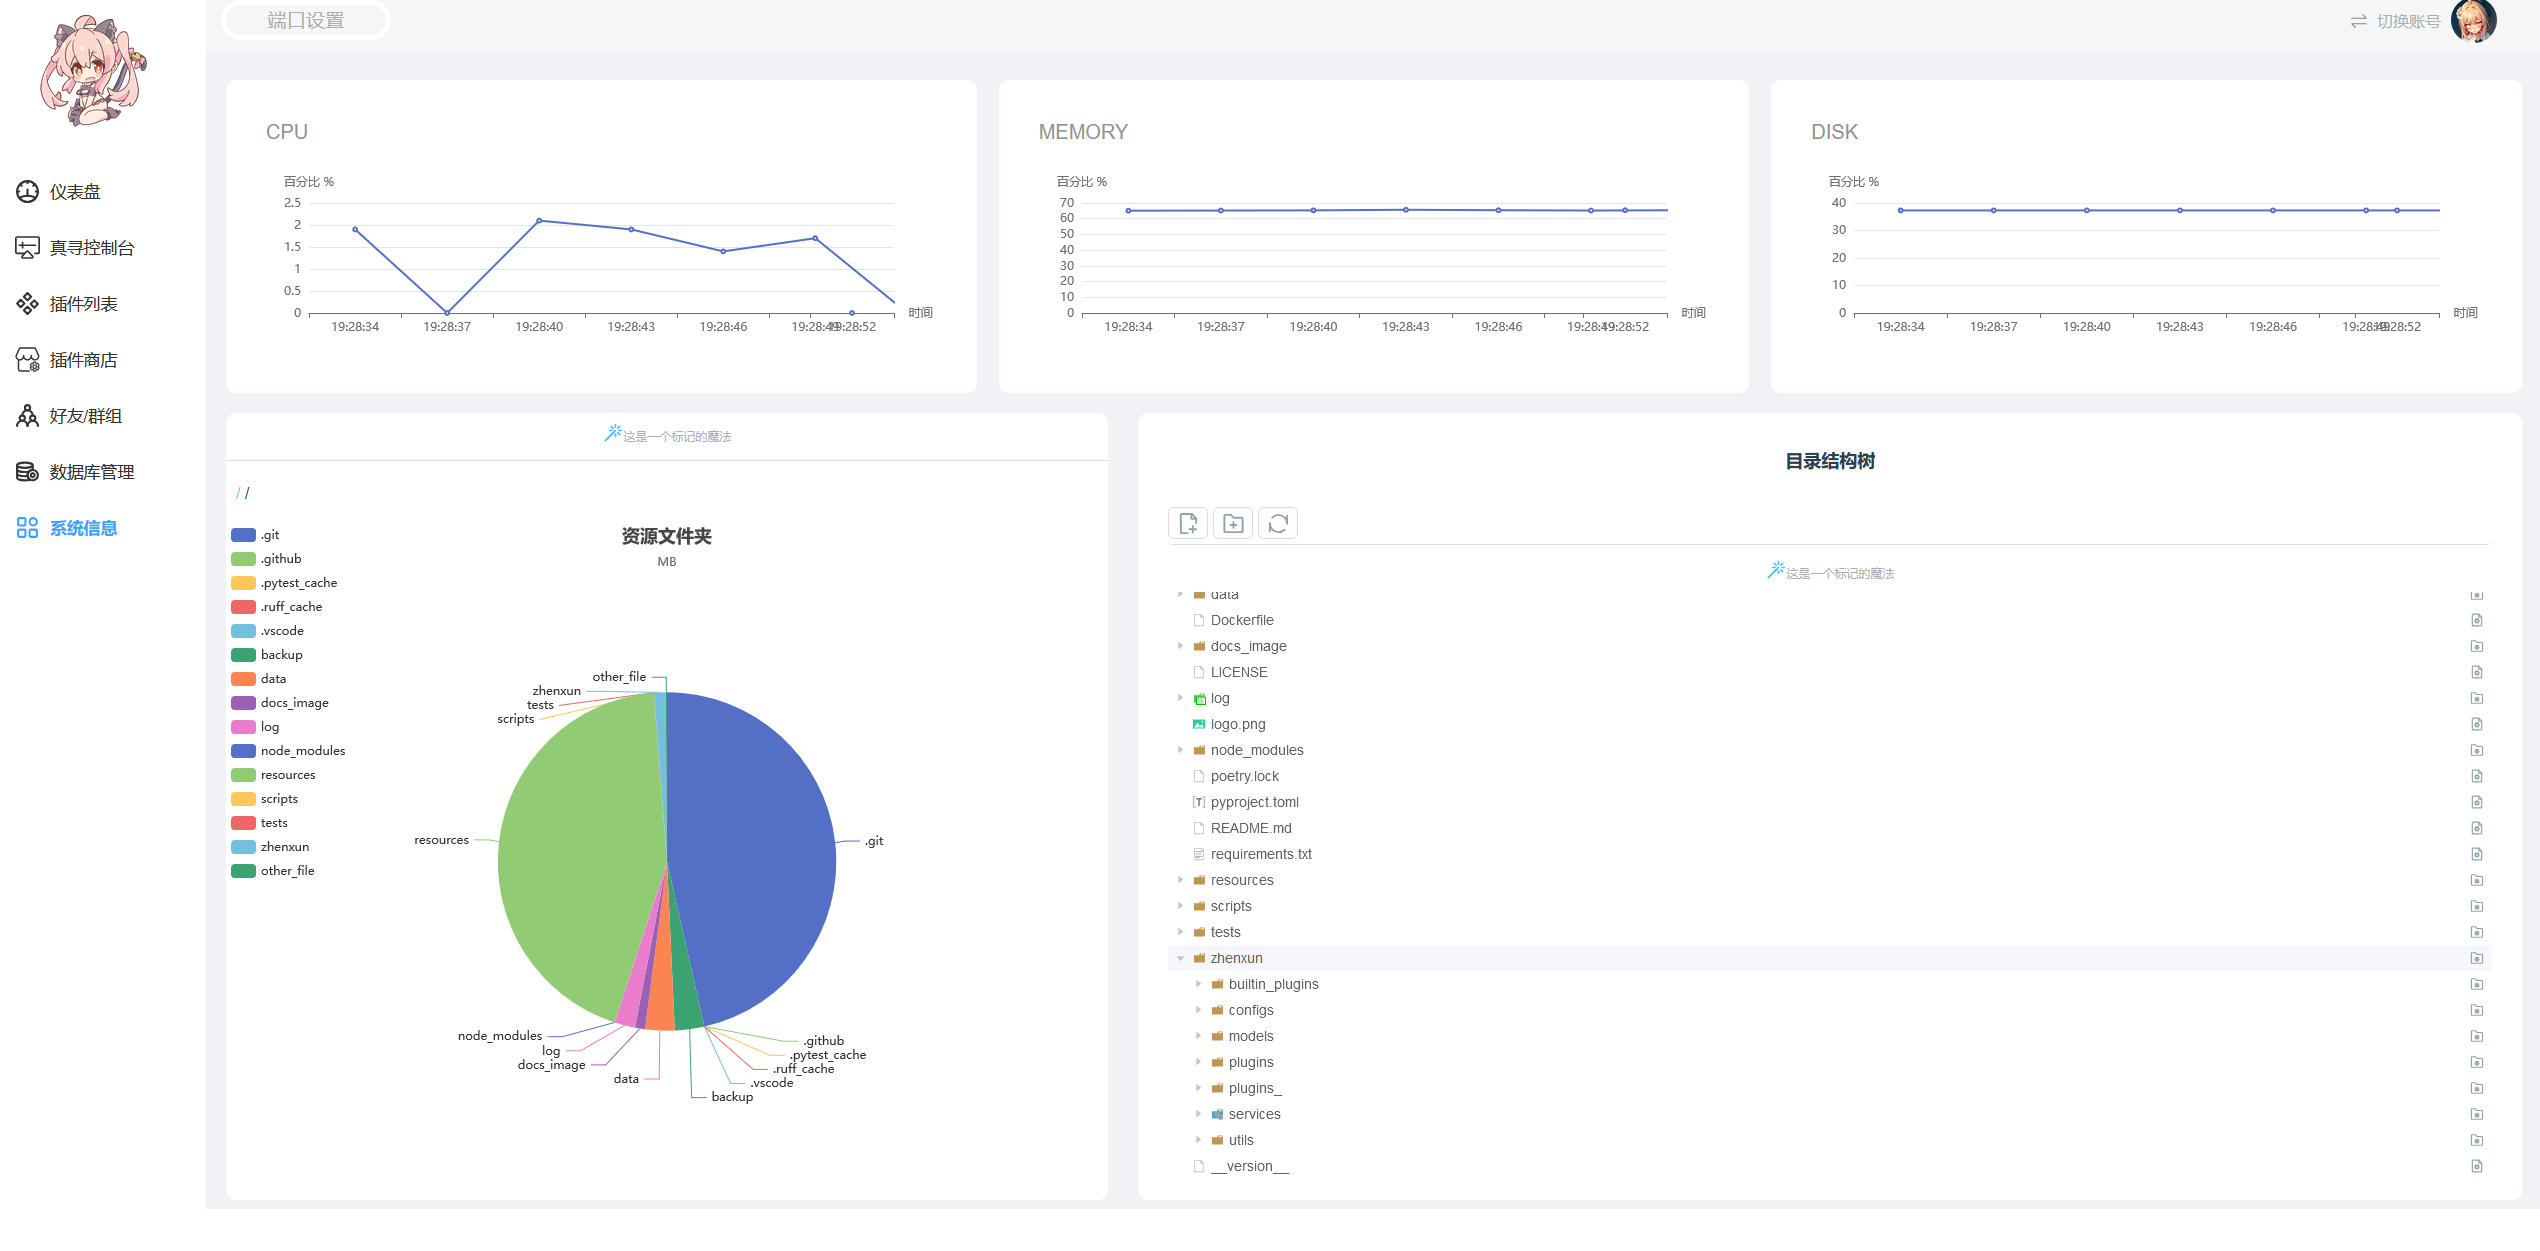 端口设置
切换账号
仪表盘
真寻控制台
插件列表
插件商店
好友/群组
数据库管理
系统信息
CPU
百分比 %
2.5
2
1.5
1
0.5
0
19:28:34
19:28:37
19:28:40
19:28:43
19:28:46
19:28:49
19:28:52
时间
MEMORY
百分比 %
70
60
50
40
30
20
10
0
19:28:34
19:28:37
19:28:40
19:28:43
19:28:46
19:28:49
19:28:52
时间
DISK
百分比 %
40
30
20
10
0
19:28:34
19:28:37
19:28:40
19:28:43
19:28:46
19:28:49
19:28:52
时间
这是一个标记的魔法
/ /
.git
.github
.pytest_cache
.ruff_cache
.vscode
backup
data
docs_image
log
node_modules
resources
scripts
tests
zhenxun
other_file
资源文件夹
MB
other_file
zhenxun
tests
scripts
resources
.git
node_modules
log
docs_image
data
.github
.pytest_cache
.ruff_cache
.vscode
backup
目录结构树
这是一个标记的魔法
data
Dockerfile
docs_image
LICENSE
log
logo.png
node_modules
poetry.lock
pyproject.toml
README.md
requirements.txt
resources
scripts
tests
zhenxun
builtin_plugins
configs
models
plugins
plugins_
services
utils
__version__